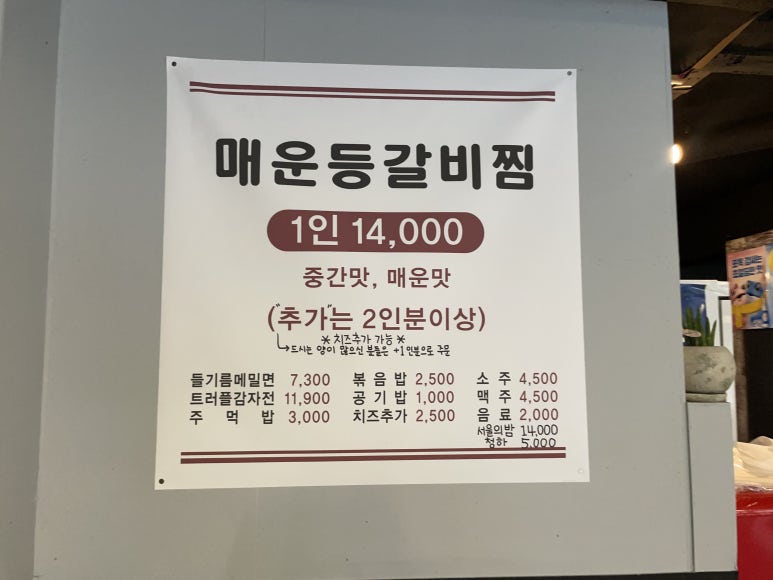 매운등갈비찜
1인 14,000
중간맛, 매운맛
("추가"는 2인분이상)
* 치즈추가 가능 *
↳드시는 양이 많으신 분들은 +1인분으로 주문
들기름메밀면 7,300 볶음밥 2,500 소주 4,500
트러플감자전 11,900 공기밥 1,000 맥주 4,500
주먹밥 3,000 치즈추가 2,500 음료 2,000
서울의밤 14,000
청하 5,000